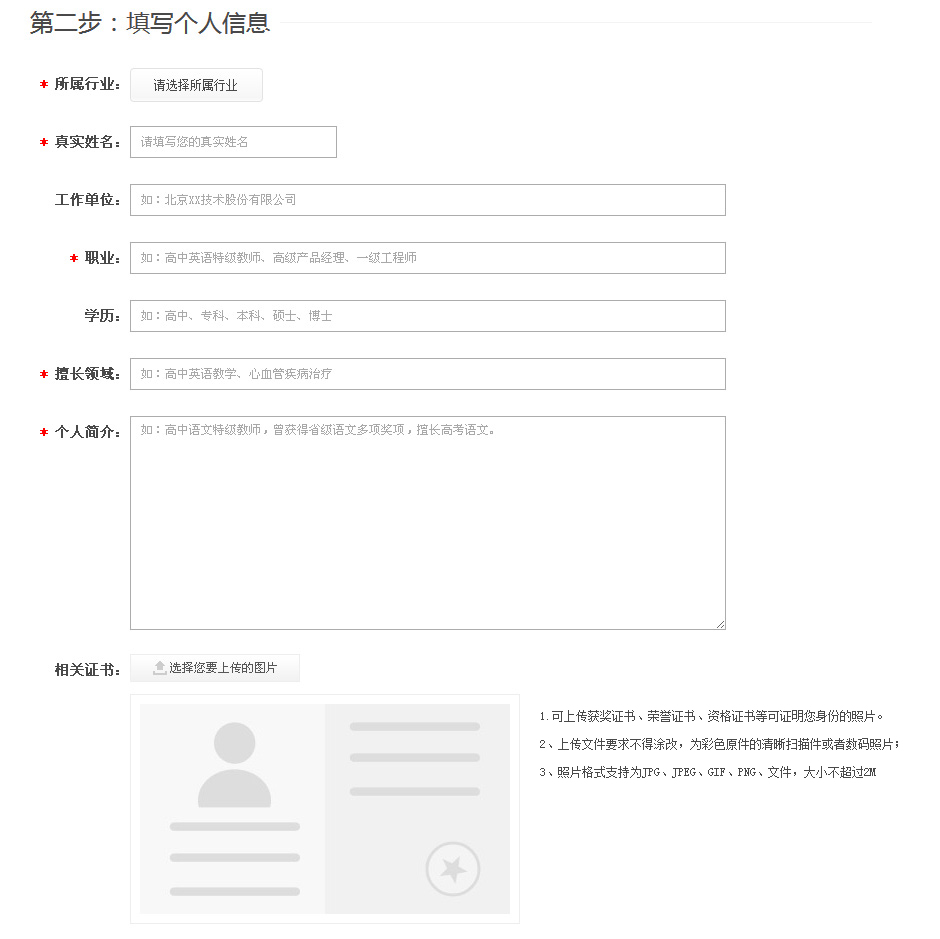 第二步：填写个人信息
* 所属行业： 请选择所属行业
* 真实姓名： 请填写您的真实姓名
工作单位： 如：北京XX技术股份有限公司
* 职业： 如：高中英语特级教师、高级产品经理、一级工程师
学历： 如：高中、专科、本科、硕士、博士
* 擅长领域： 如：高中英语教学、心血管疾病治疗
* 个人简介： 如：高中语文特级教师，曾获得省级语文多项奖项，擅长高考语文。
相关证书： 选择您要上传的图片
1.可上传获奖证书、荣誉证书、资格证书等可证明您身份的照片。
2、上传文件要求不得涂改，为彩色原件的清晰扫描件或者数码照片；
3、照片格式支持为JPG、JPEG、GIF、PNG、文件，大小不超过2M